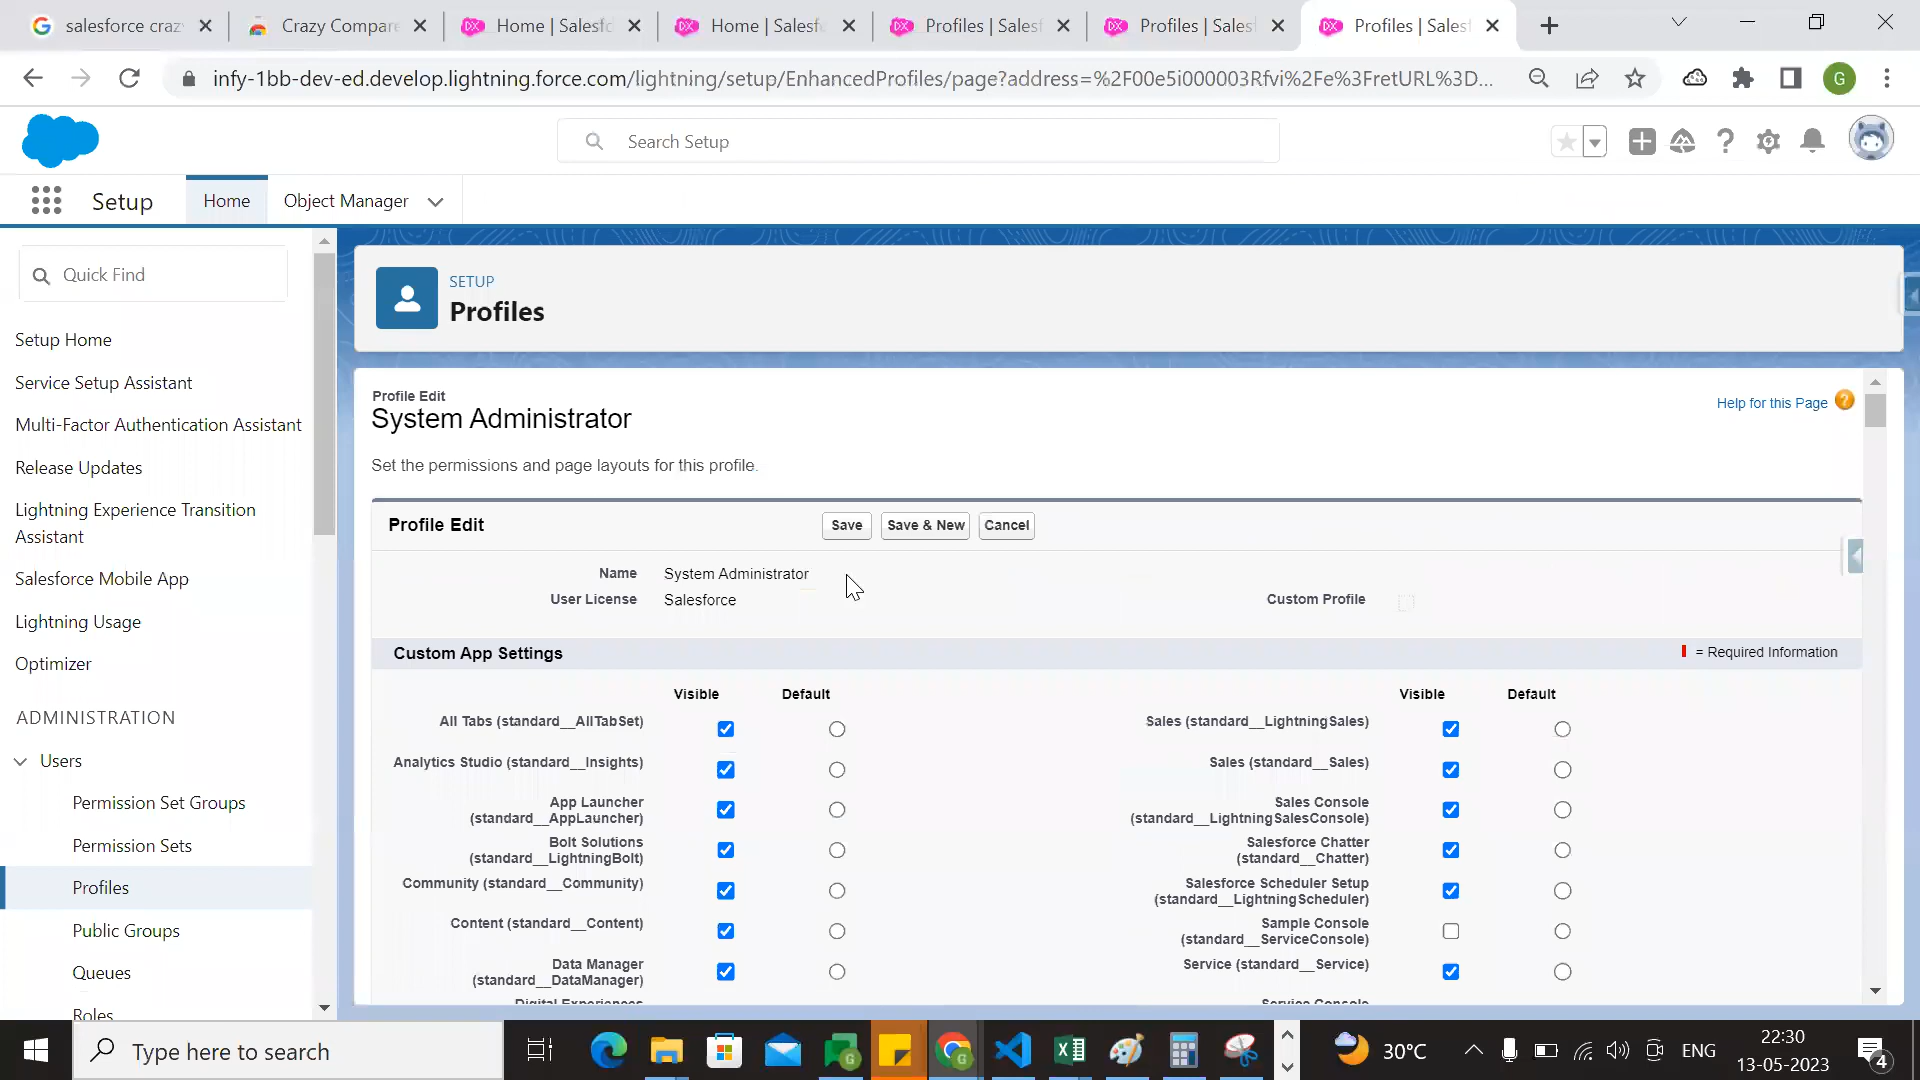 salesforce craz
Crazy Compare
Home | Salesfo
Home | Salesfo
Profiles | Salesf
Profiles | Salesf
Profiles | Salesf
infy-1bb-dev-ed.develop.lightning.force.com/lightning/setup/EnhancedProfiles/page?address=%2F00e5i000003Rfvi%2Fe%3FretURL%3D...
G
Search Setup
Setup
Home
Object Manager
Quick Find
Setup Home
Service Setup Assistant
Multi-Factor Authentication Assistant
Release Updates
Lightning Experience Transition
Assistant
Salesforce Mobile App
Lightning Usage
Optimizer
ADMINISTRATION
Users
Permission Set Groups
Permission Sets
Profiles
Public Groups
Queues
Roles
SETUP
Profiles
Profile Edit
System Administrator
Help for this Page
Set the permissions and page layouts for this profile.
Profile Edit
Save
Save & New
Cancel
Name System Administrator
User License Salesforce
Custom Profile
Custom App Settings
= Required Information
Visible Default
Visible Default
All Tabs (standard__AllTabSet)
Sales (standard__LightningSales)
Analytics Studio (standard__Insights)
Sales (standard__Sales)
App Launcher
(standard__AppLauncher)
Sales Console
(standard__LightningSalesConsole)
Bolt Solutions
(standard__LightningBolt)
Salesforce Chatter
(standard__Chatter)
Community (standard__Community)
Salesforce Scheduler Setup
(standard__LightningScheduler)
Content (standard__Content)
Sample Console
(standard__ServiceConsole)
Data Manager
(standard__DataManager)
Service (standard__Service)
Digital Experiences
Service Console
Type here to search
30°C
ENG
22:30
13-05-2023
4